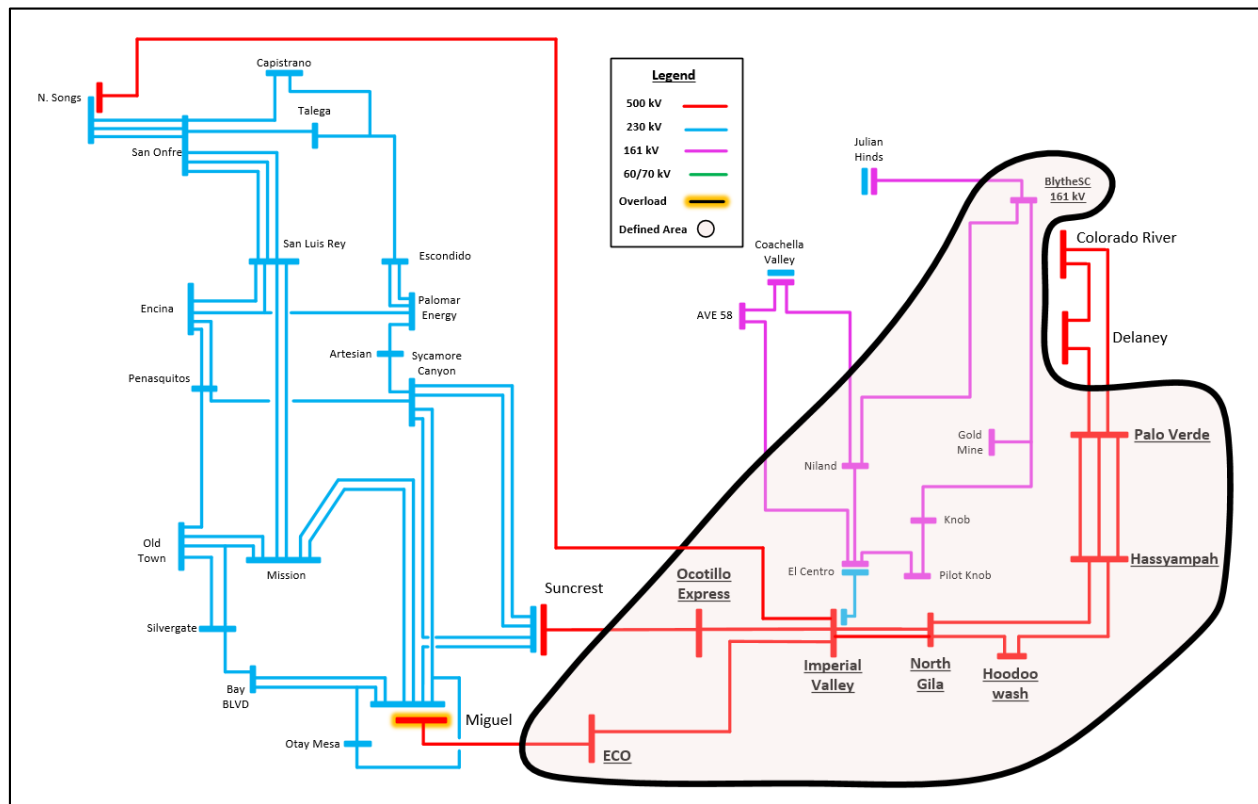 Capistrano
N. Songs
Talega
San Onfre
San Luis Rey
Escondido
Encina
Palomar
Energy
Artesian
Sycamore
Canyon
Penasquitos
Old
Town
Mission
Silvergate
Bay
BLVD
Otay Mesa
Miguel
Suncrest
Legend
500 kV
230 kV
161 kV
60/70 kV
Overload
Defined Area
Julian
Hinds
BlytheSC
161 kV
Coachella
Valley
AVE 58
Colorado River
Delaney
Gold
Mine
Palo Verde
Niland
Knob
Hassyampah
El Centro
Pilot Knob
Ocotillo
Express
Imperial
Valley
North
Gila
Hoodoo
wash
ECO